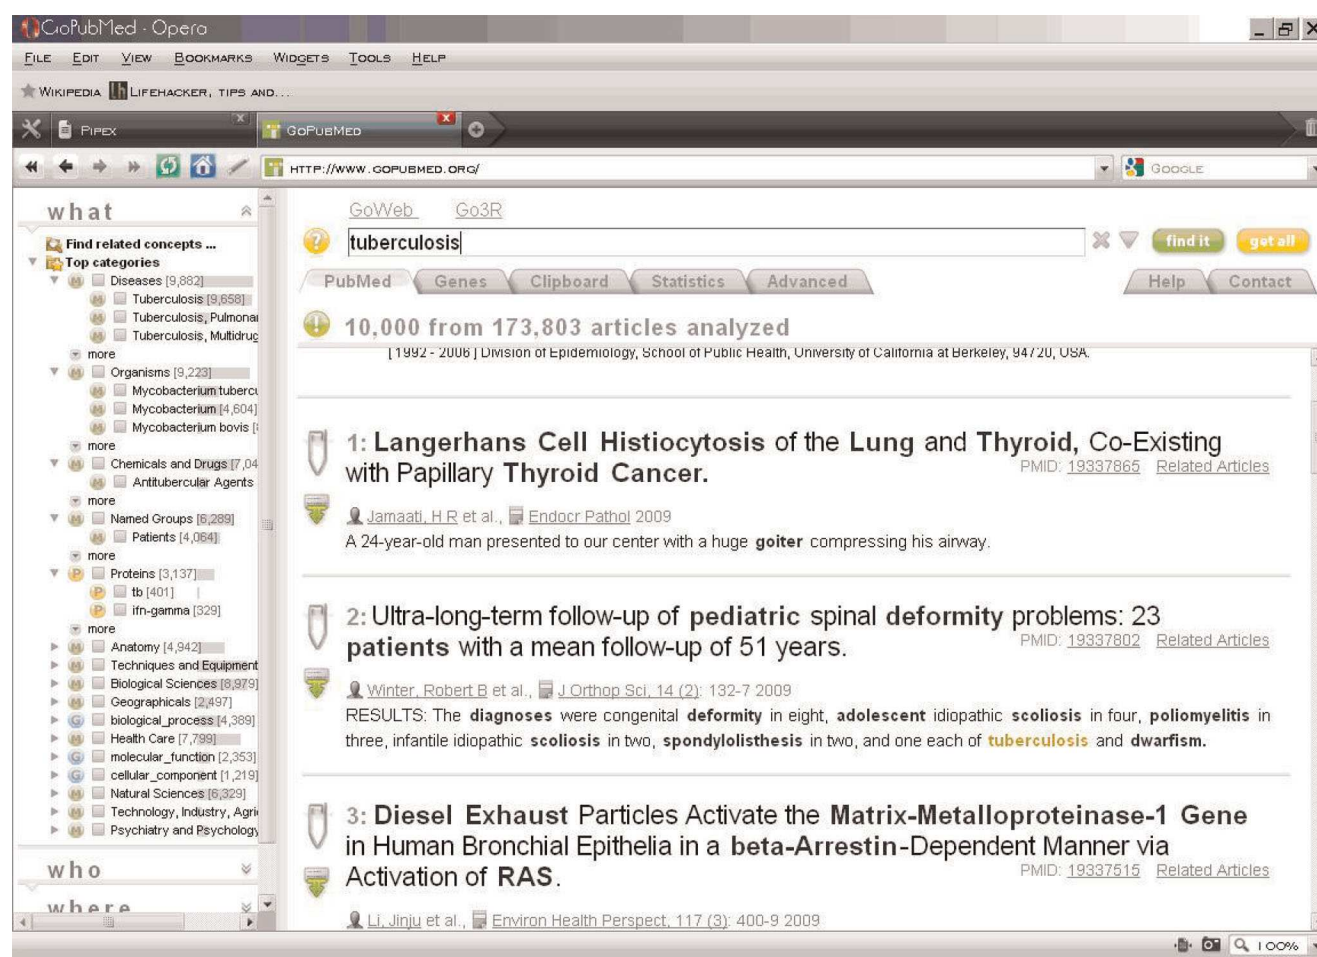 GoPubMed - Opera
File Edit View Bookmarks Widgets Tools Help
Wikipedia lh Lifehacker, tips and...
Pipex GoPubMed
http://www.gopubmed.org/ Google
what
Find related concepts ...
Top categories
Diseases [9,882]
Tuberculosis [9,658]
Tuberculosis, Pulmonar
Tuberculosis, Multidrug
more
Organisms [9,223]
Mycobacterium tubercu
Mycobacterium [4,604]
Mycobacterium bovis [
more
Chemicals and Drugs [7,04
Antitubercular Agents
more
Named Groups [6,289]
Patients [4,064]
more
Proteins [3,137]
tb [401]
ifn-gamma [329]
more
Anatomy [4,942]
Techniques and Equipment
Biological Sciences [8,979]
Geographicals [2,497]
biological_process [4,389]
Health Care [7,799]
molecular_function [2,353]
cellular_component [1,219]
Natural Sciences [6,329]
Technology, Industry, Agri
Psychiatry and Psychology
who
where
GoWeb Go3R
tuberculosis find it get all
PubMed Genes Clipboard Statistics Advanced Help Contact
10,000 from 173,803 articles analyzed
[ 1992 - 2006 ] Division of Epidemiology, School of Public Health, University of California at Berkeley, 94720, USA.
1: Langerhans Cell Histiocytosis of the Lung and Thyroid, Co-Existing
with Papillary Thyroid Cancer. PMID: 19337865 Related Articles
Jamaati, H R et al., Endocr Pathol 2009
A 24-year-old man presented to our center with a huge goiter compressing his airway.
2: Ultra-long-term follow-up of pediatric spinal deformity problems: 23
patients with a mean follow-up of 51 years. PMID: 19337802 Related Articles
Winter, Robert B et al., J Orthop Sci, 14 (2): 132-7 2009
RESULTS: The diagnoses were congenital deformity in eight, adolescent idiopathic scoliosis in four, poliomyelitis in
three, infantile idiopathic scoliosis in two, spondylolisthesis in two, and one each of tuberculosis and dwarfism.
3: Diesel Exhaust Particles Activate the Matrix-Metalloproteinase-1 Gene
in Human Bronchial Epithelia in a beta-Arrestin-Dependent Manner via
Activation of RAS. PMID: 19337515 Related Articles
Li, Jinju et al., Environ Health Perspect, 117 (3): 400-9 2009
100%